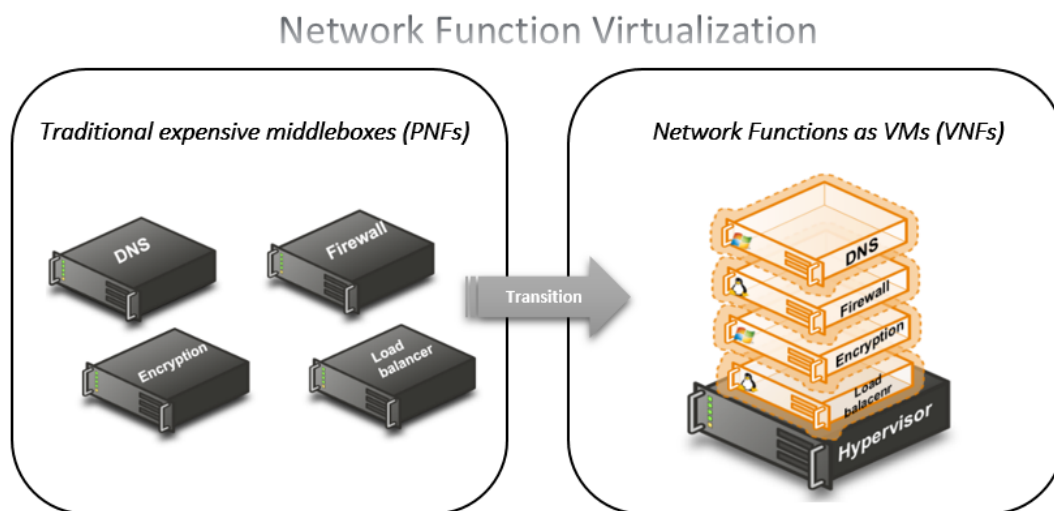 Network Function Virtualization
Traditional expensive middleboxes (PNFs)
DNS
Firewall
Encryption
Load
balancer
Transition
Network Functions as VMs (VNFs)
DNS
Firewall
Encryption
Load
balacenr
Hypervisor